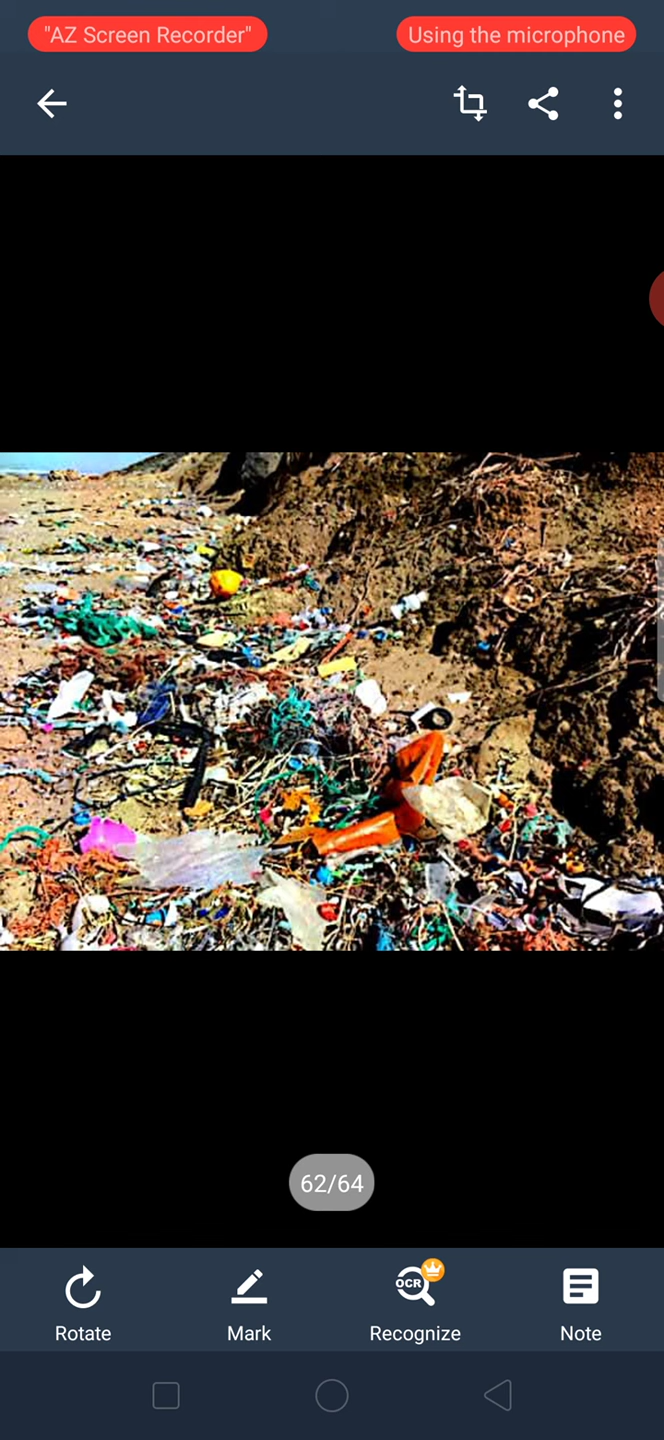 "AZ Screen Recorder"
Using the microphone
62/64
OCR
Rotate
Mark
Recognize
Note